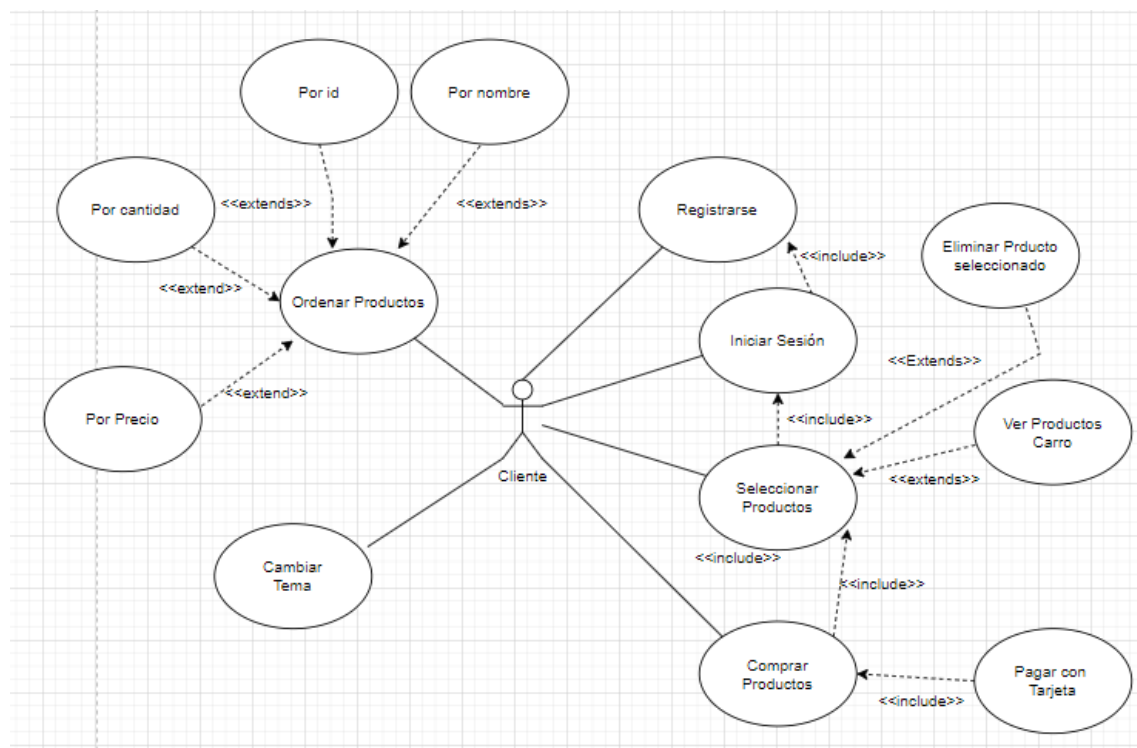 Por id
Por nombre
Por cantidad
<<extends>>
<<extends>>
Registrarse
Eliminar Prducto
seleccionado
<<include>>
<<extend>>
Ordenar Productos
Iniciar Sesión
<<Extends>>
<<extend>>
Por Precio
<<include>>
Ver Productos
Carro
Cliente
<<extends>>
Seleccionar
Productos
<<include>>
Cambiar
Tema
<<include>>
Comprar
Productos
Pagar con
Tarjeta
<<include>>